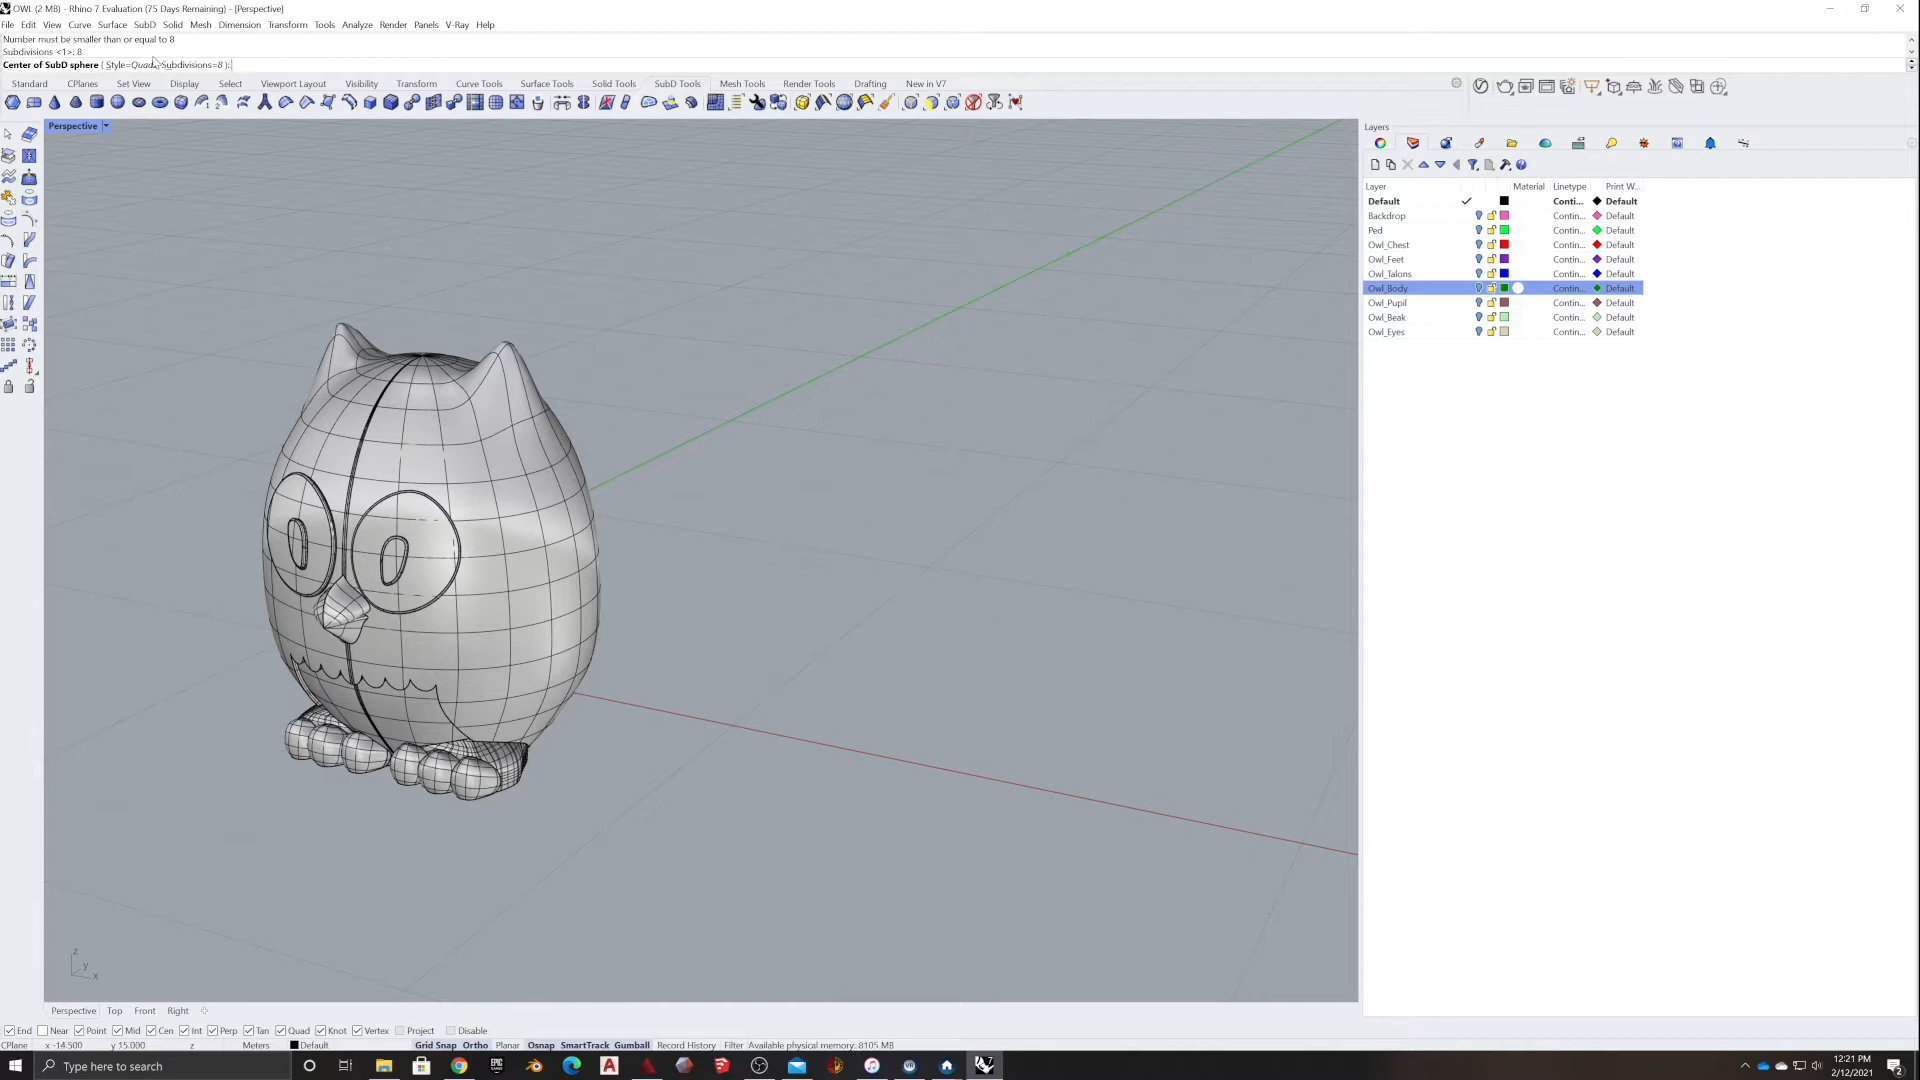 OWL (2 MB) - Rhino 7 Evaluation (75 Days Remaining) - [Perspective]
File Edit View Curve Surface SubD Solid Mesh Dimension Transform Tools Analyze Render Panels V-Ray Help
Number must be smaller than or equal to 8
Subdivisions <1>: 8
Center of SubD sphere ( Style=Quads Subdivisions=8 ):
Standard CPlanes Set View Display Select Viewport Layout Visibility Transform Curve Tools Surface Tools Solid Tools SubD Tools Mesh Tools Render Tools Drafting New in V7
Perspective
Layers
Layer Material Linetype Print W...
Default Conti... Default
Backdrop Contin... Default
Ped Contin... Default
Owl_Chest Contin... Default
Owl_Feet Contin... Default
Owl_Talons Contin... Default
Owl_Body Contin... Default
Owl_Pupil Contin... Default
Owl_Beak Contin... Default
Owl_Eyes Contin... Default
z
y
x
Perspective Top Front Right
End Near Point Mid Cen Int Perp Tan Quad Knot Vertex Project Disable
CPlane x -14.500 y 15.000 z Meters Default Grid Snap Ortho Planar Osnap SmartTrack Gumball Record History Filter Available physical memory: 8105 MB
Type here to search
12:21 PM
2/12/2021